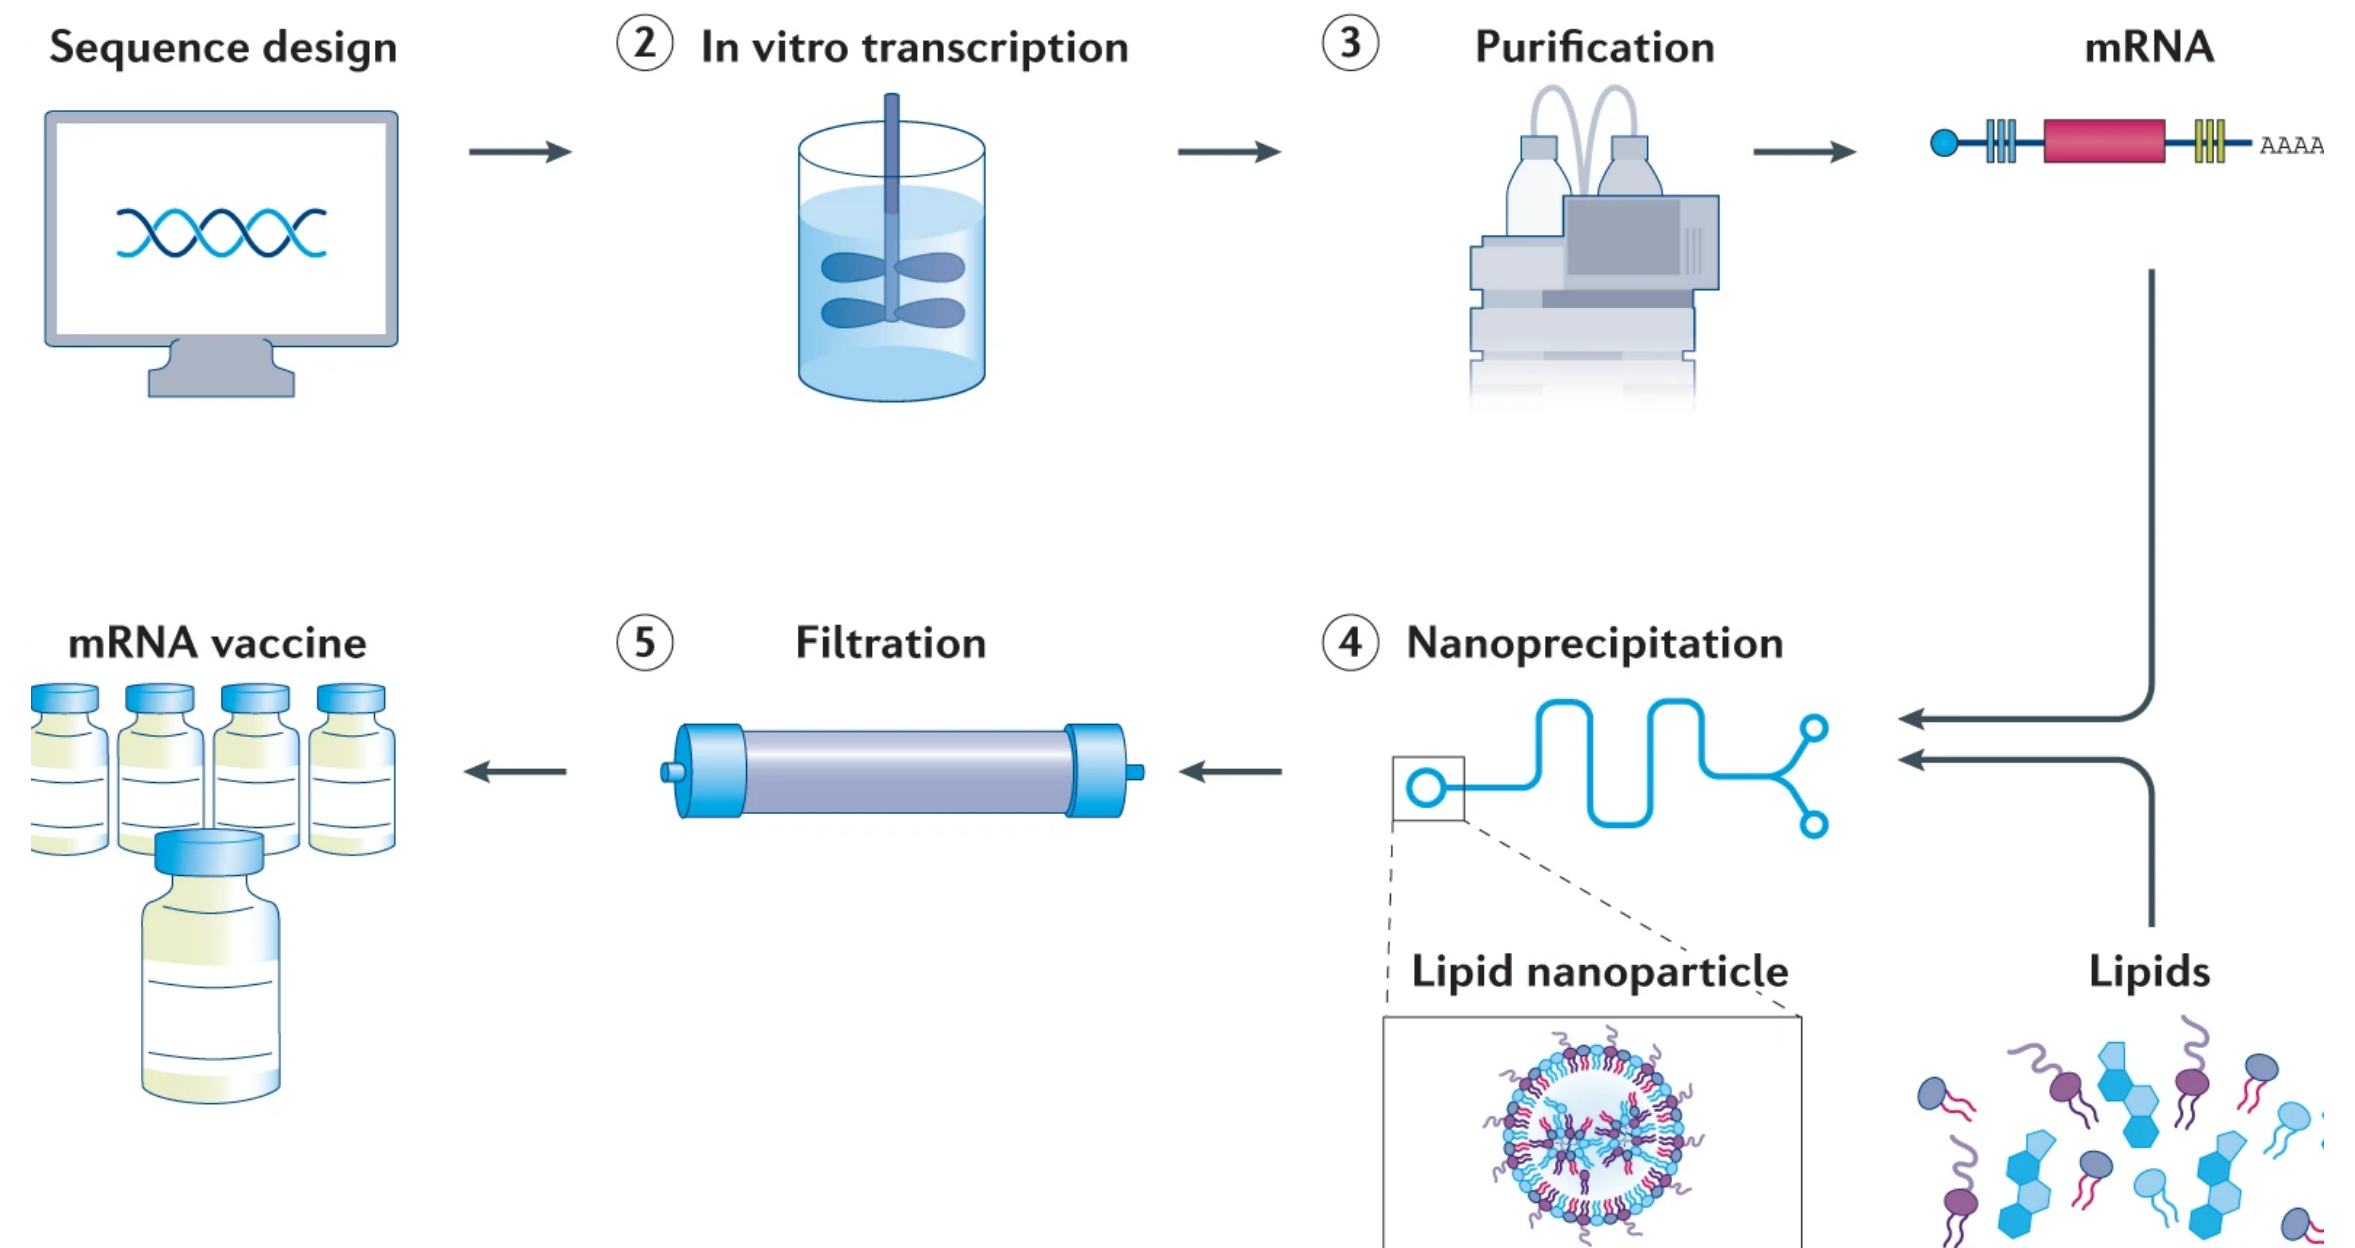 Sequence design
2 In vitro transcription
3 Purification
mRNA
AAAA
mRNA vaccine
5 Filtration
4 Nanoprecipitation
Lipid nanoparticle
Lipids